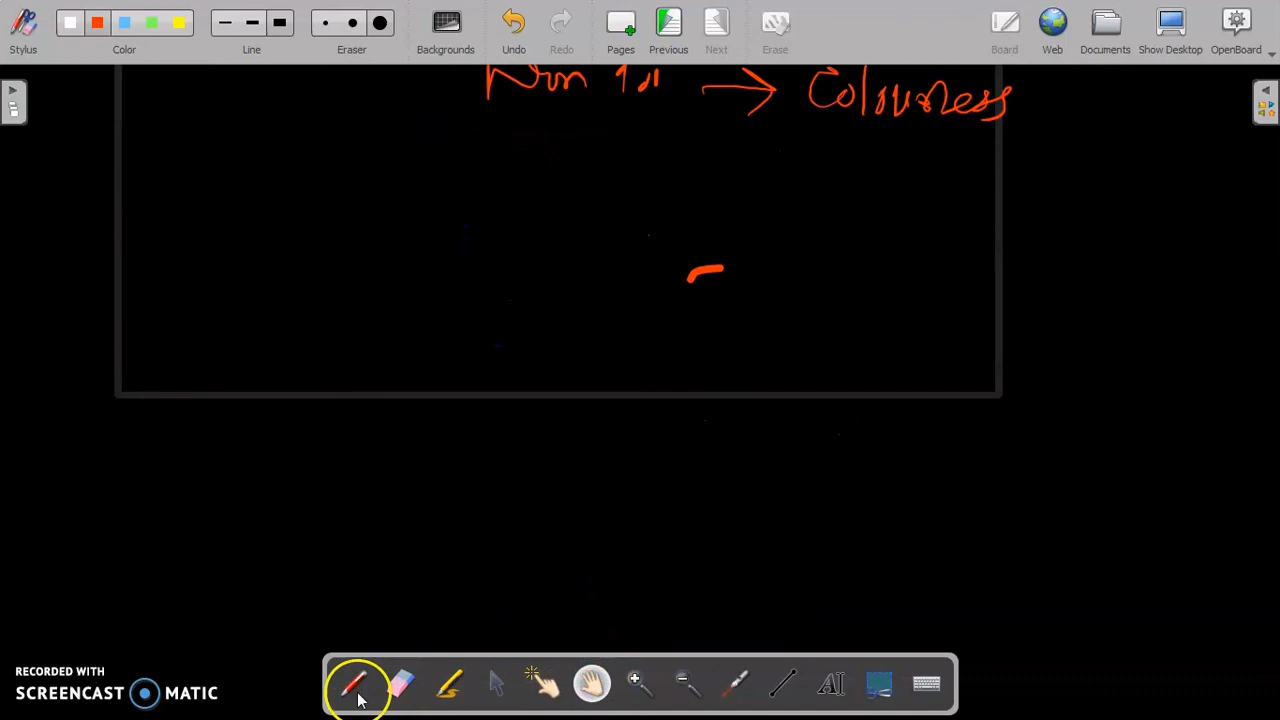 Stylus
Color
Line
Eraser
Backgrounds
Undo
Redo
Pages
Previous
Next
Erase
Board
Web
Documents
Show Desktop
OpenBoard
→
RECORDED WITH
SCREENCAST MATIC
AI